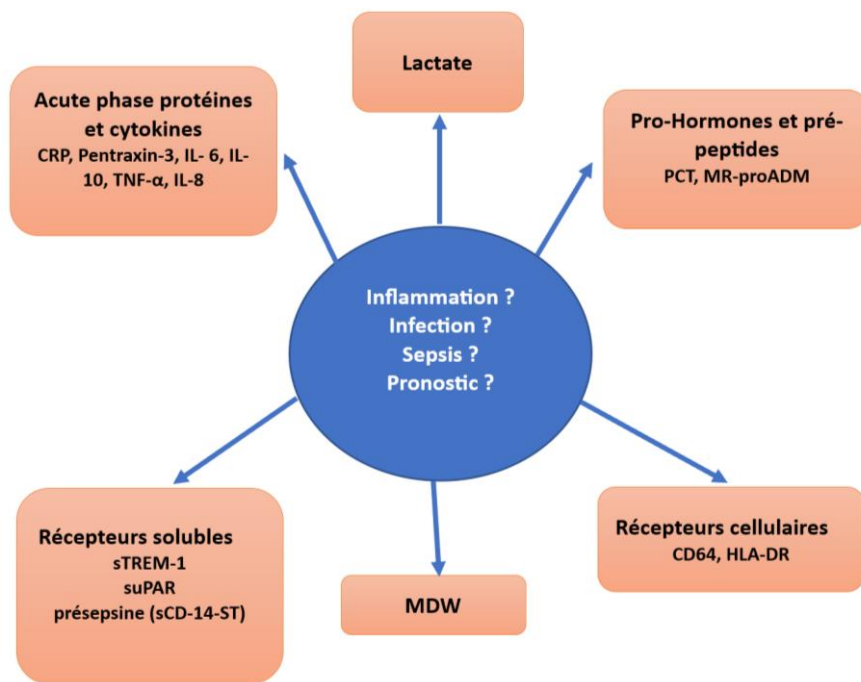 Lactate
Acute phase protéines
et cytokines
CRP, Pentraxin-3, IL- 6, IL-
10, TNF-α, IL-8
Pro-Hormones et pré-
peptides
PCT, MR-proADM
Inflammation ?
Infection ?
Sepsis ?
Pronostic ?
Récepteurs solubles
sTREM-1
suPAR
présepsine (sCD-14-ST)
MDW
Récepteurs cellulaires
CD64, HLA-DR